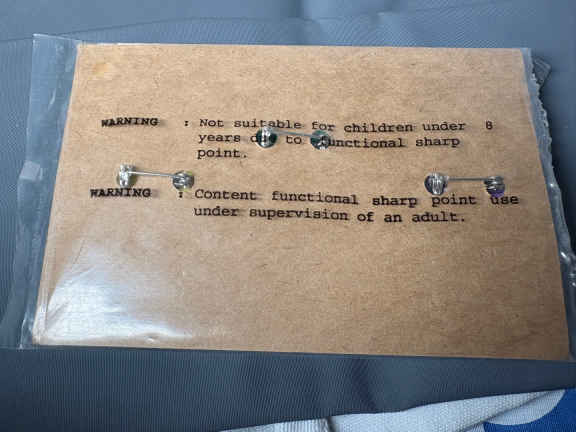 WARNING : Not suitable for children under 8
years due to functional sharp
point.
WARNING : Content functional sharp point use
under supervision of an adult.